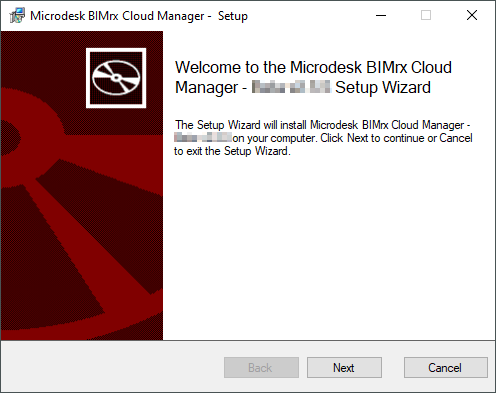 Microdesk BIMrx Cloud Manager - Setup
Welcome to the Microdesk BIMrx Cloud
Manager - Setup Wizard
The Setup Wizard will install Microdesk BIMrx Cloud Manager -
on your computer. Click Next to continue or Cancel
to exit the Setup Wizard.
Back
Next
Cancel